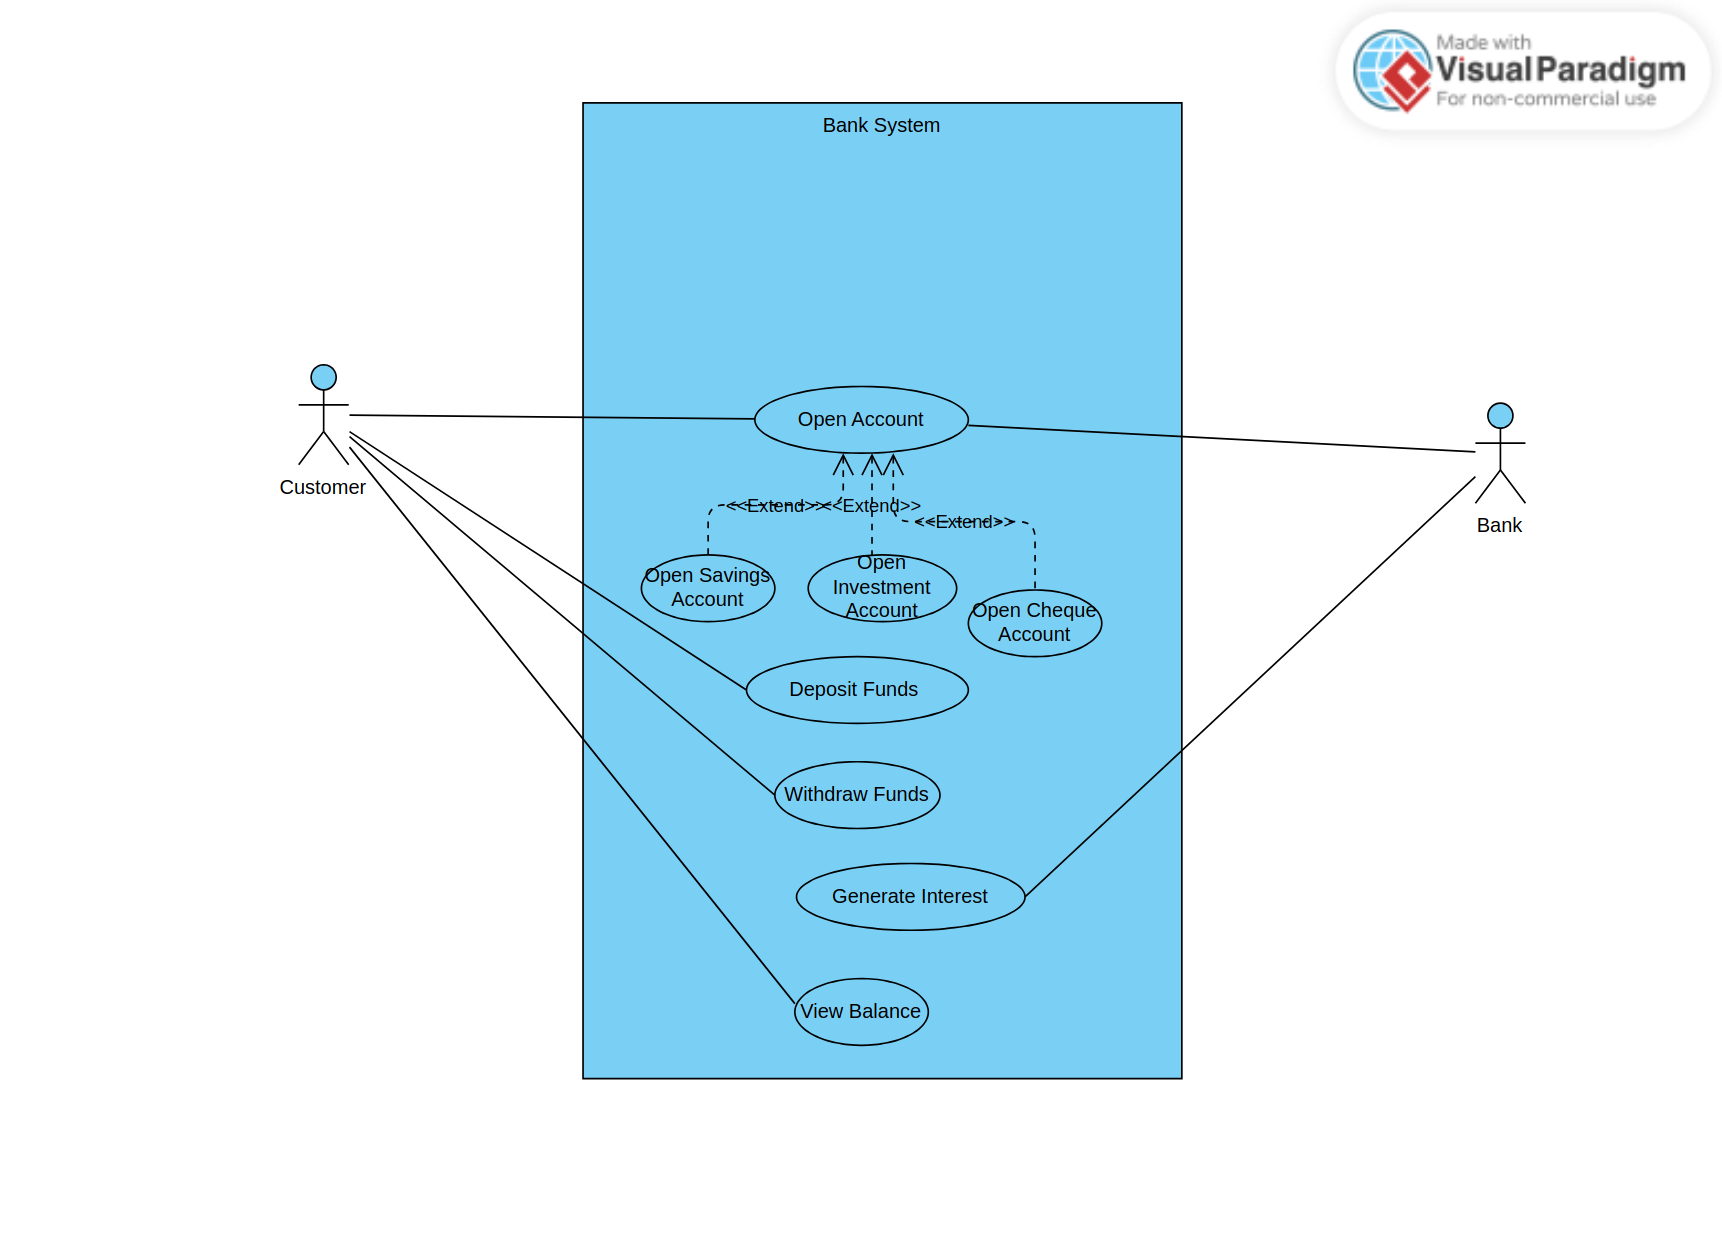 Made with
Visual Paradigm
For non-commercial use
Bank System
Open Account
Customer
Bank
<<Extend>>
<<Extend>>
<<Extend>>
Open Savings
Account
Open
Investment
Account
Open Cheque
Account
Deposit Funds
Withdraw Funds
Generate Interest
View Balance